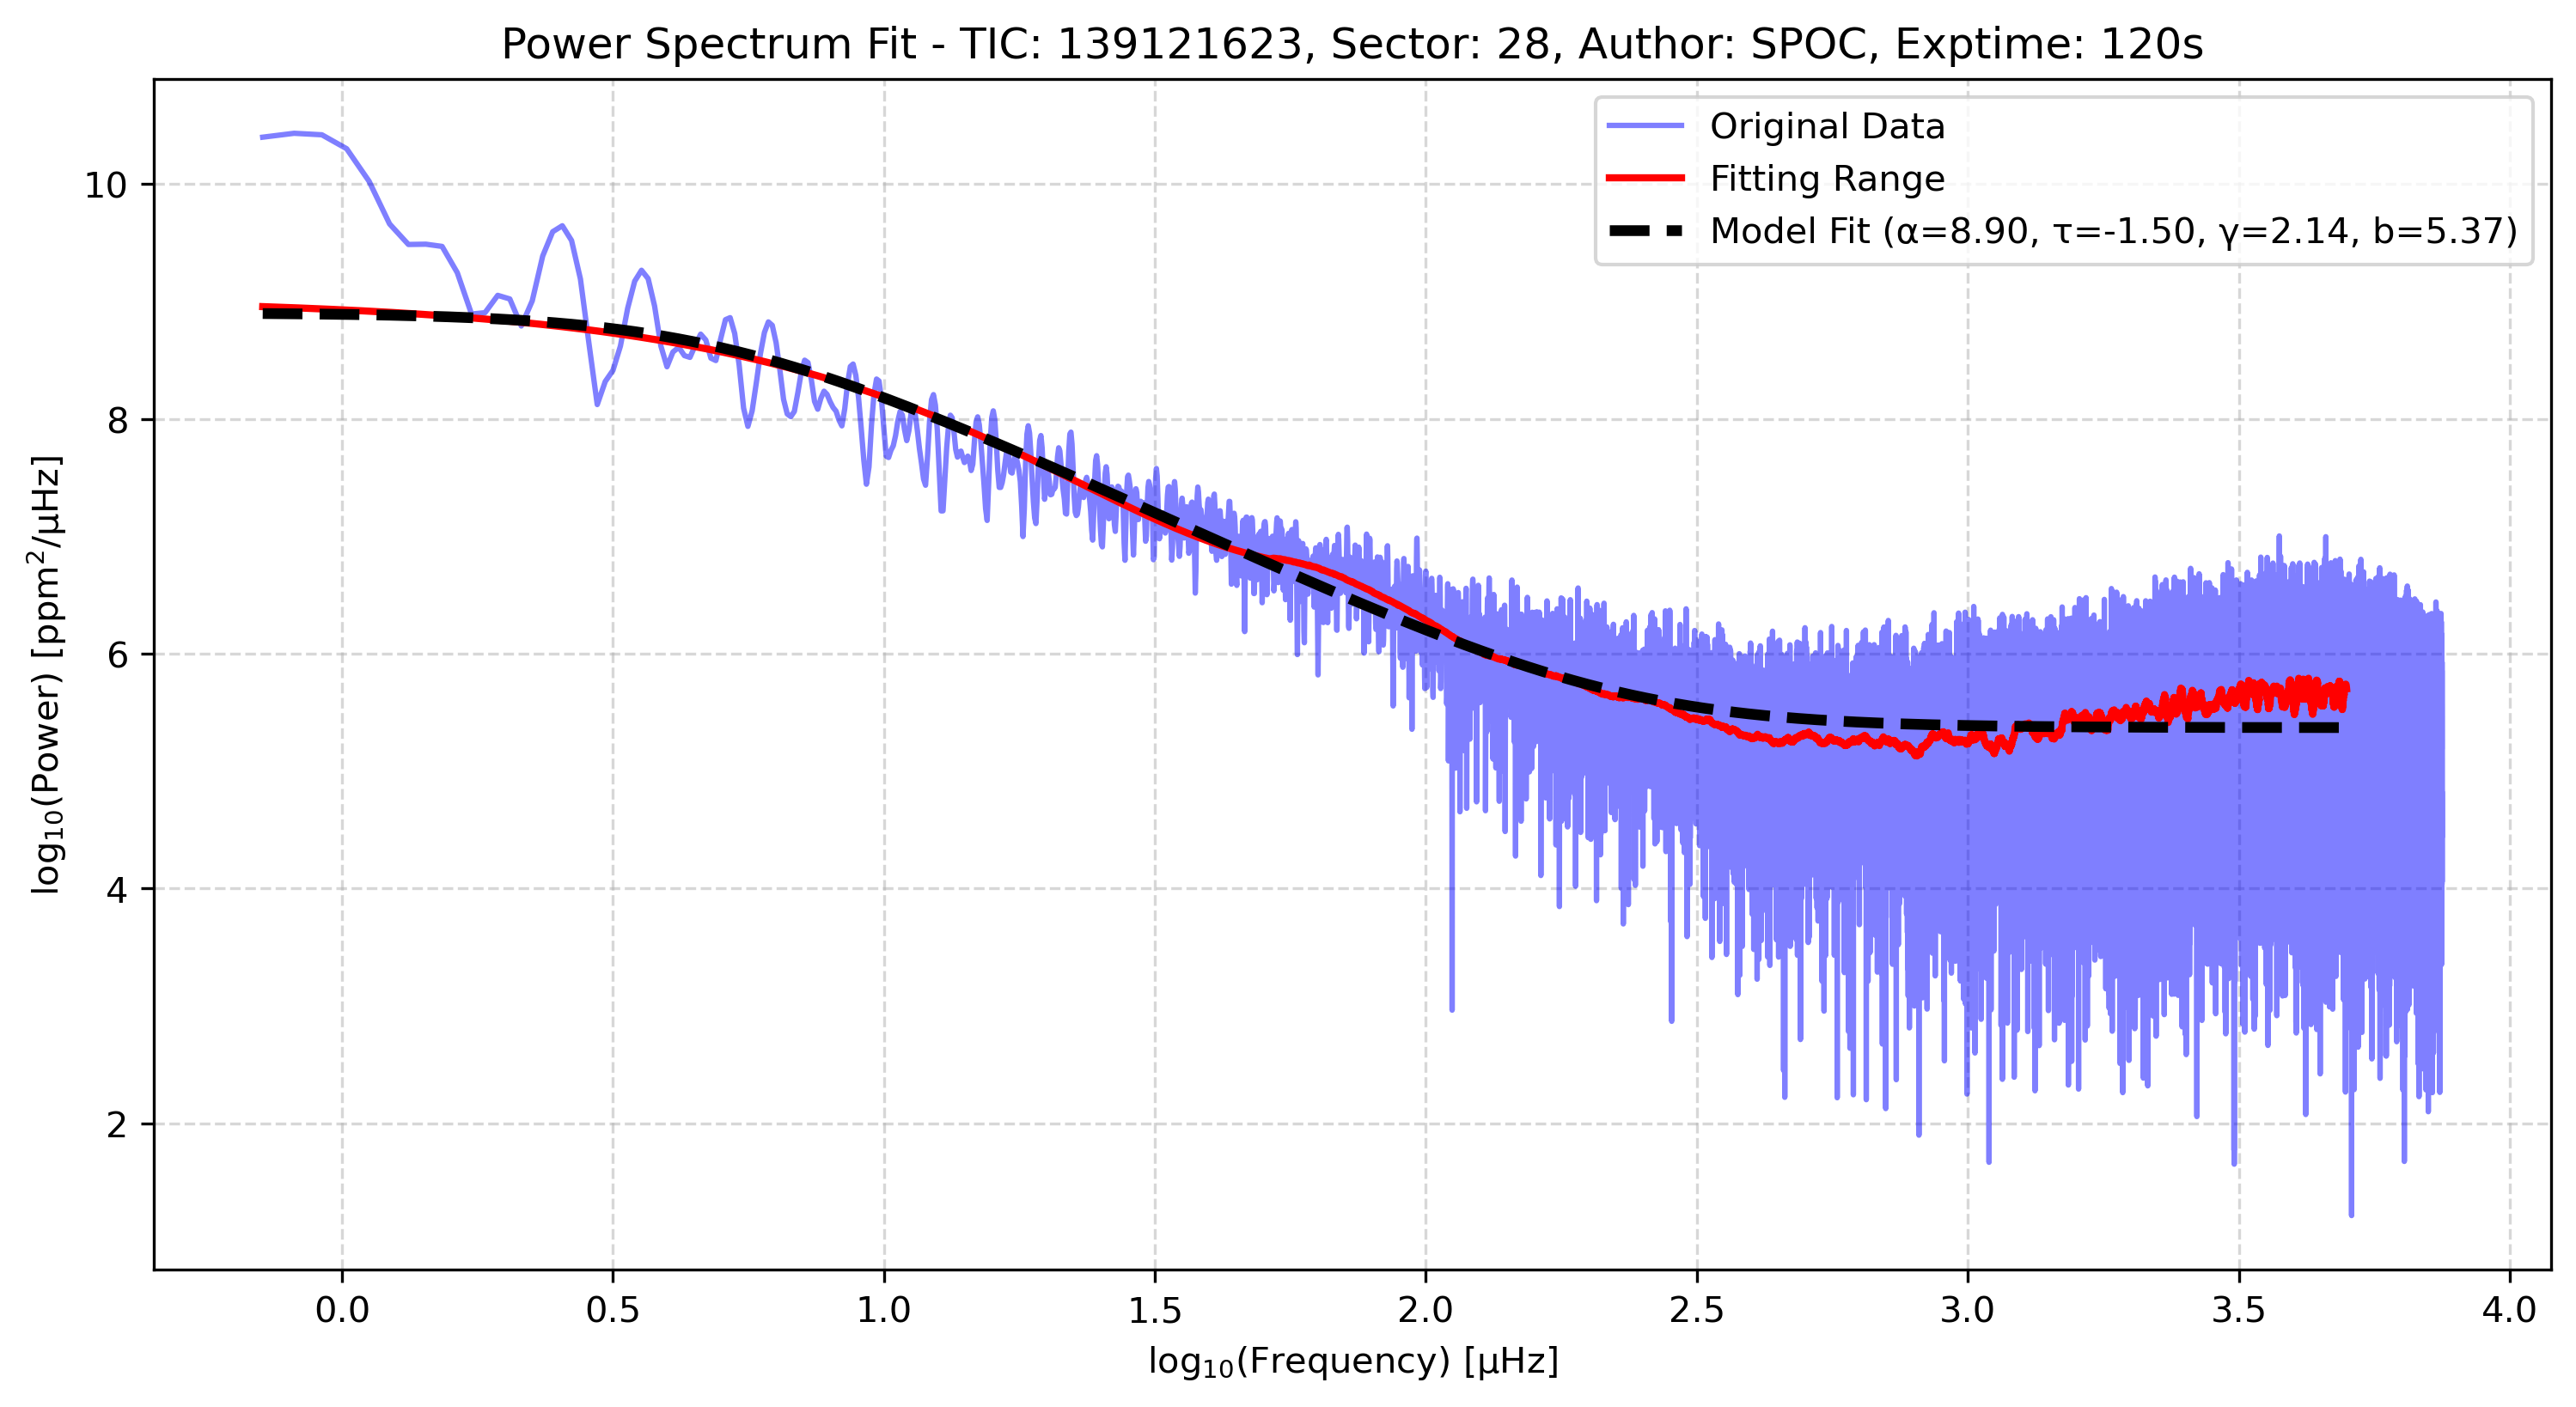 Power Spectrum Fit - TIC: 139121623, Sector: 28, Author: SPOC, Exptime: 120s
Original Data
Fitting Range
Model Fit (α=8.90, τ=-1.50, γ=2.14, b=5.37)
log₁₀(Power) [ppm²/μHz]
10
8
6
4
2
0.0 0.5 1.0 1.5 2.0 2.5 3.0 3.5 4.0
log₁₀(Frequency) [μHz]